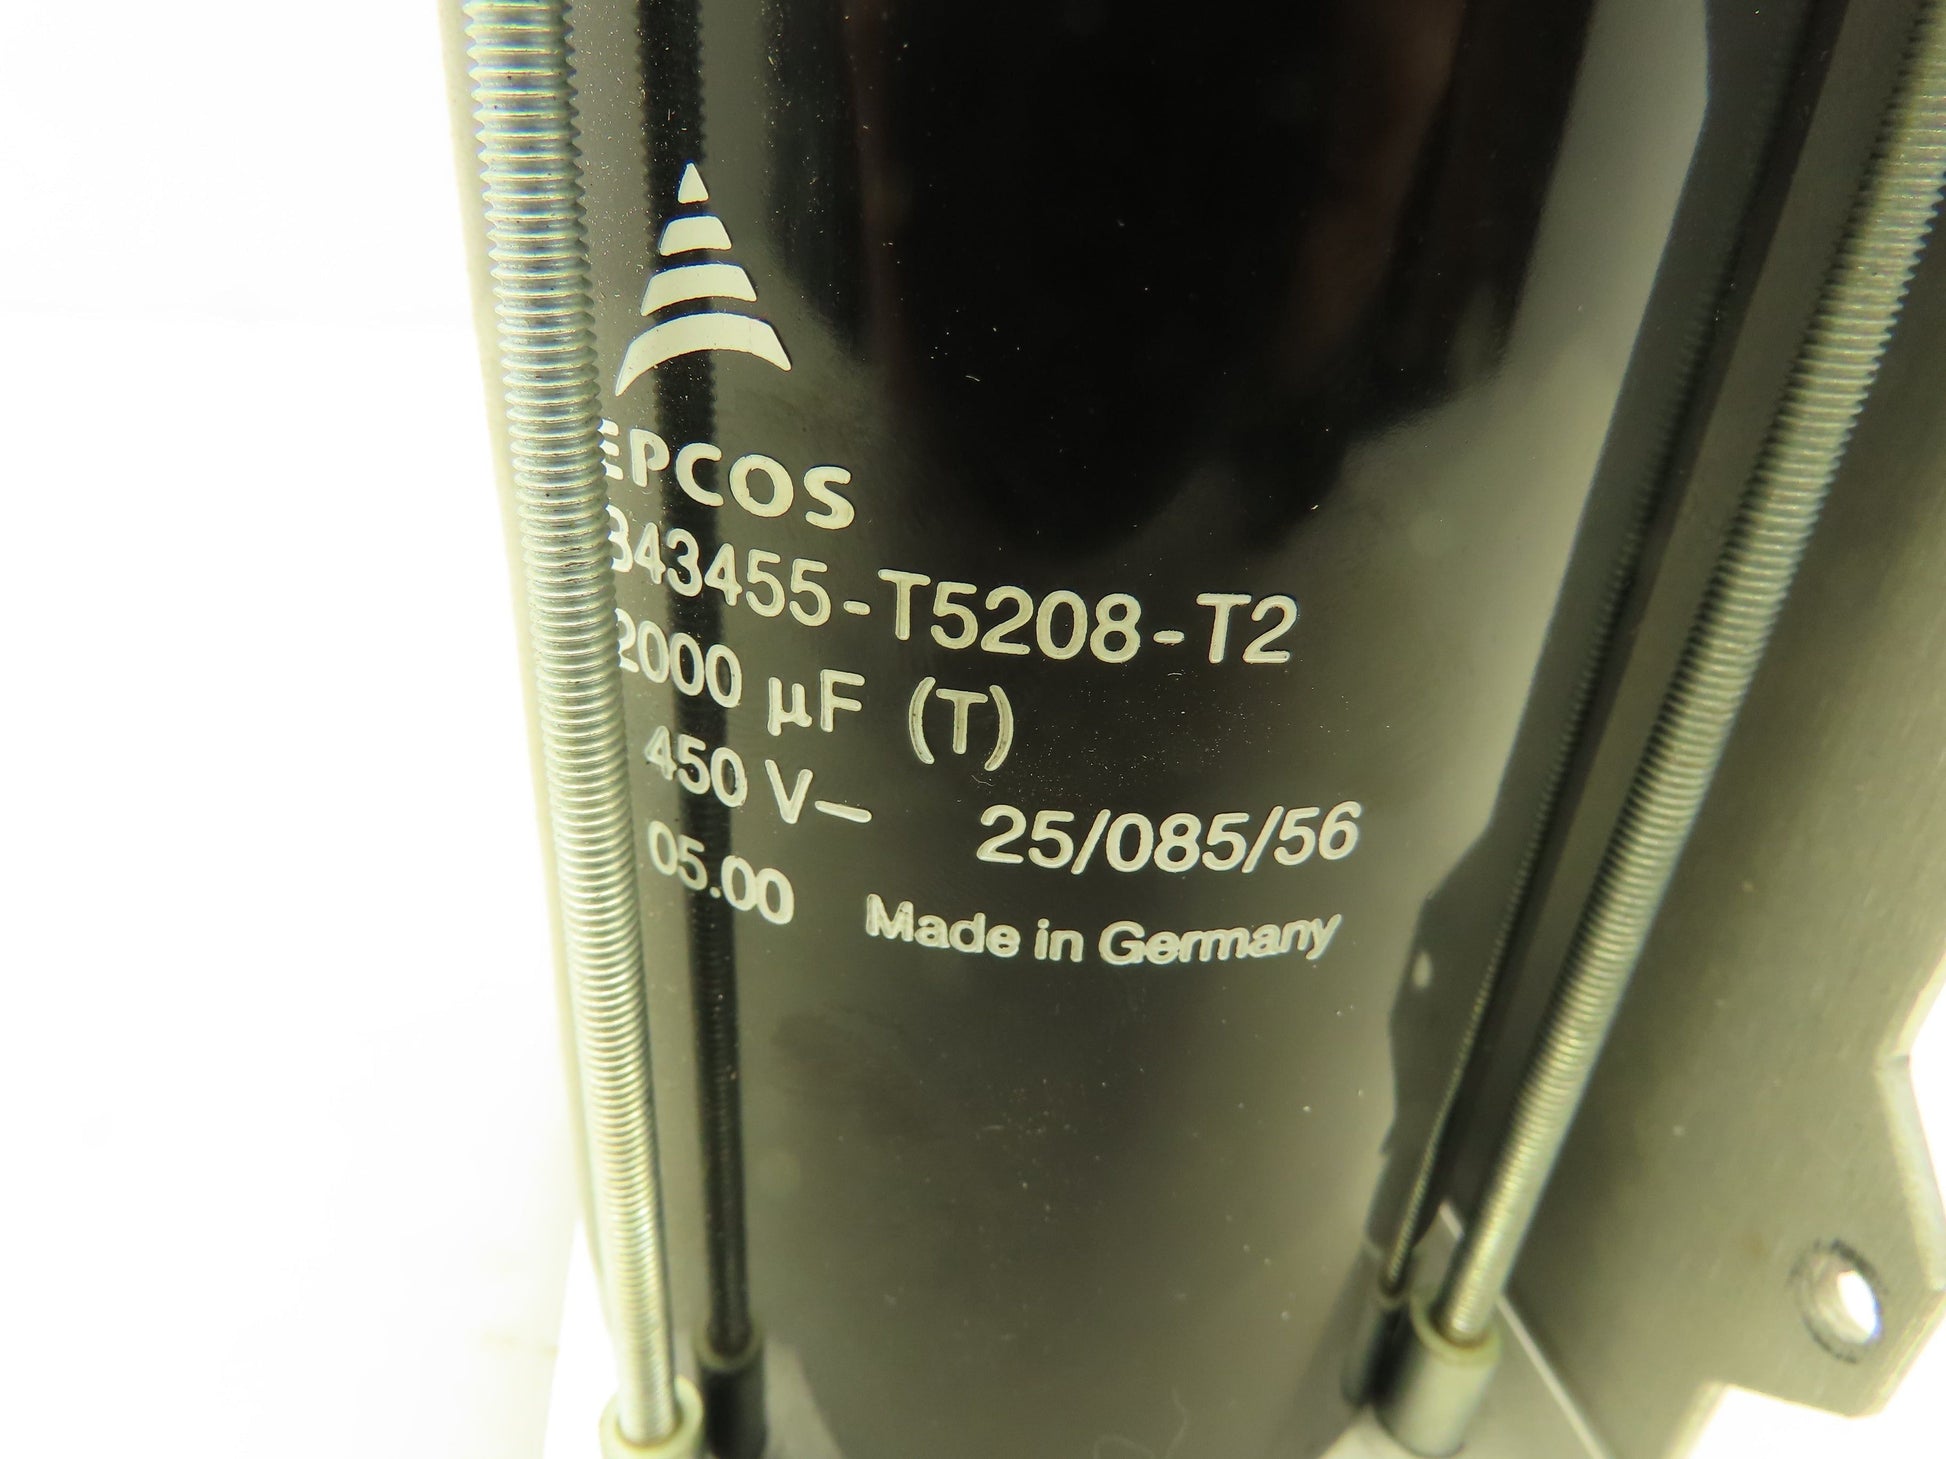 EPCOS
B43455-T5208-T2
2000 µF (T)
450 V– 25/085/56
05.00 Made in Germany